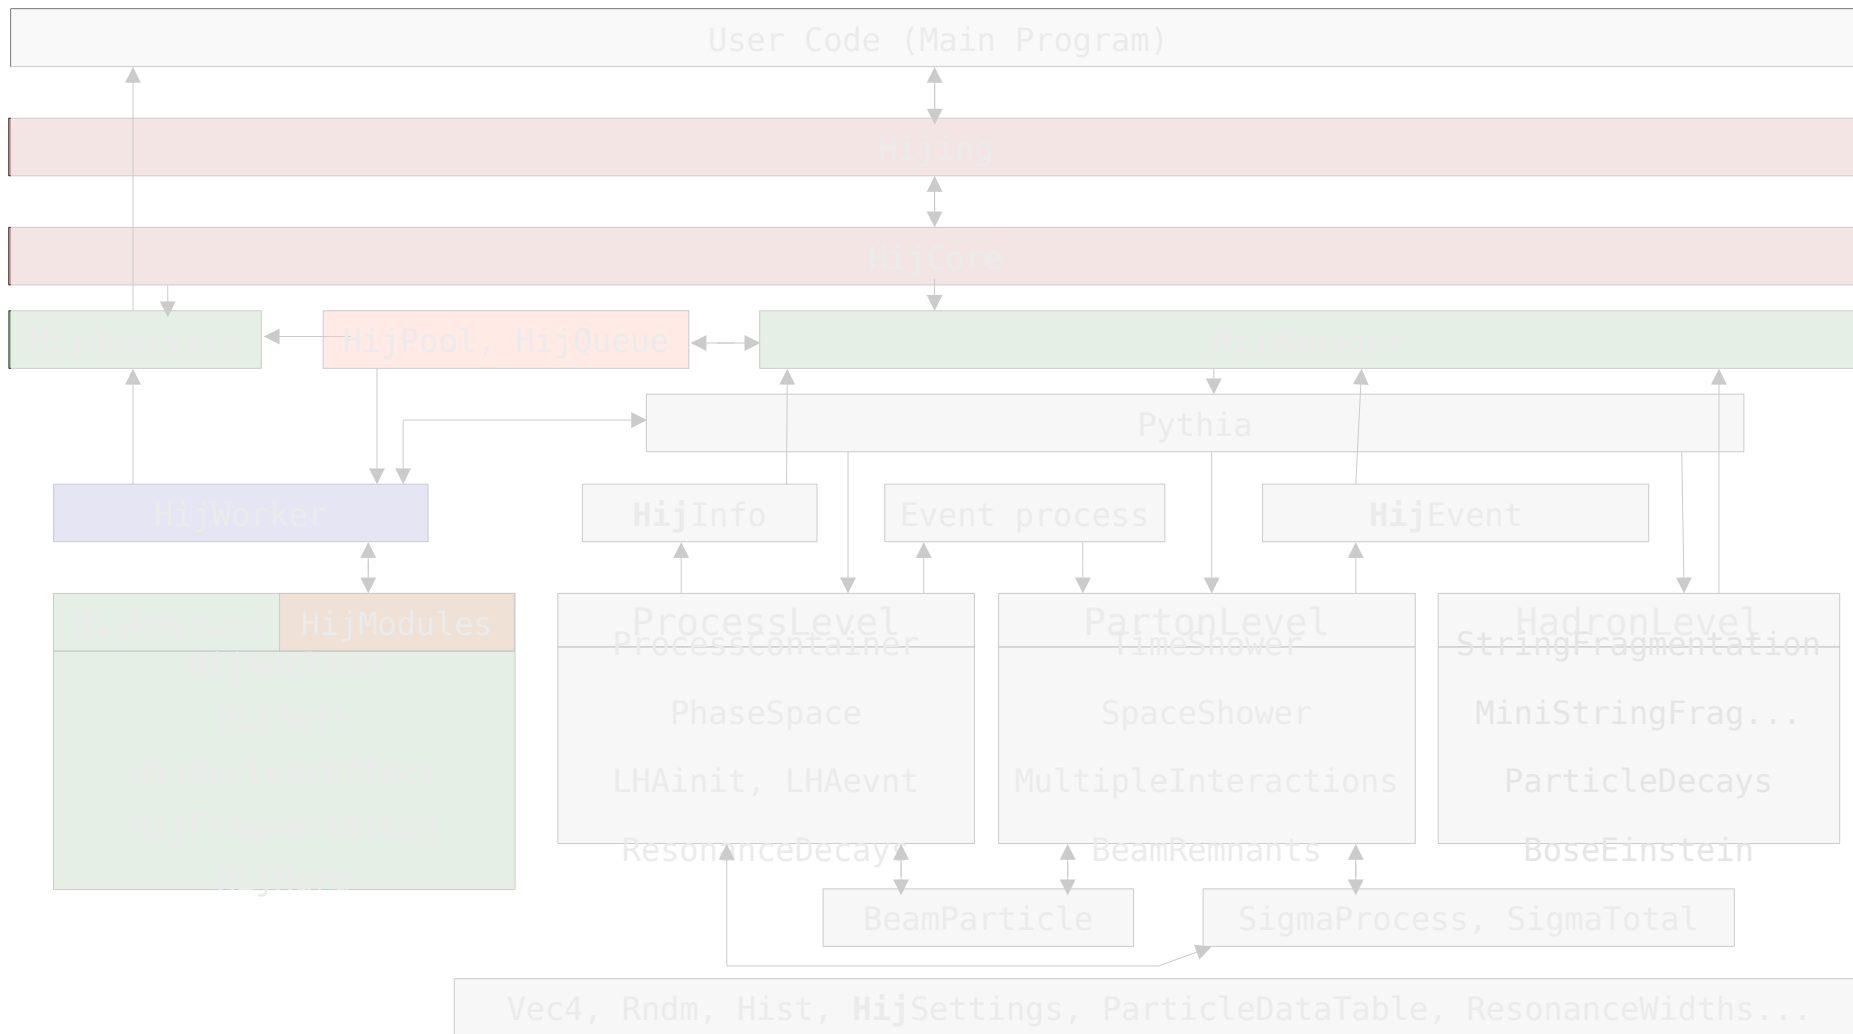 User Code (Main Program)
Hijing
HijCore
HijPool, HijQueue
Pythia
HijWorker
HijInfo
Event process
HijEvent
HijModules
ProcessLevel
ProcessContainer
PhaseSpace
LHAinit, LHAevnt
ResonanceDecays
PartonLevel
TimeShower
SpaceShower
MultipleInteractions
BeamRemnants
HadronLevel
StringFragmentation
MiniStringFrag...
ParticleDecays
BoseEinstein
BeamParticle
SigmaProcess, SigmaTotal
Vec4, Rndm, Hist, HijSettings, ParticleDataTable, ResonanceWidths...